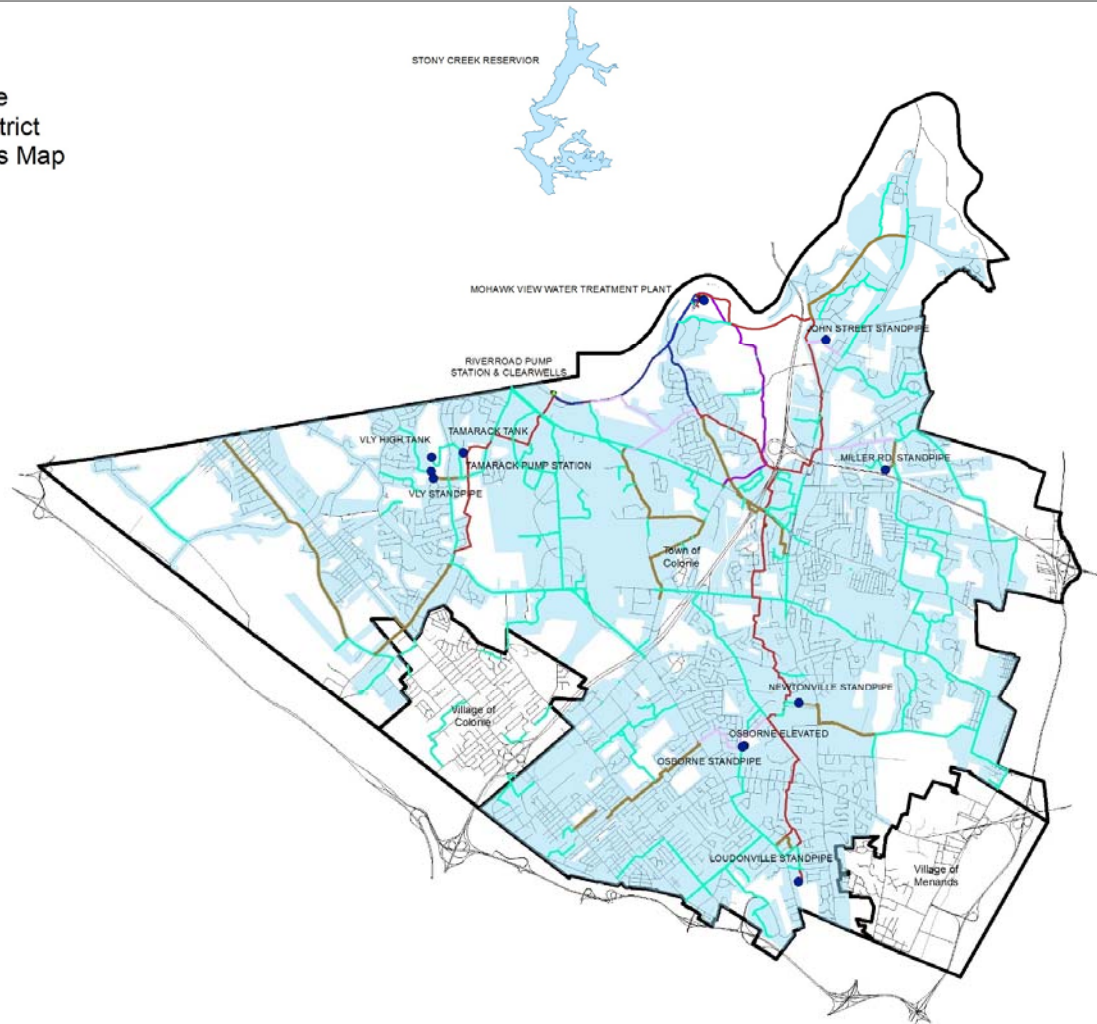 STONY CREEK RESERVIOR
e
trict
s Map
MOHAWK VIEW WATER TREATMENT PLANT
JOHN STREET STANDPIPE
RIVERROAD PUMP
STATION & CLEARWELLS
TAMARACK TANK
VLY HIGH TANK
TAMARACK PUMP STATION
MILLER RD. STANDPIPE
VLY STANDPIPE
Town of
Colonie
NEWTONVILLE STANDPIPE
Village of
Colonie
OSBORNE ELEVATED
OSBORNE STANDPIPE
LOUDONVILLE STANDPIPE
Village of
Menands